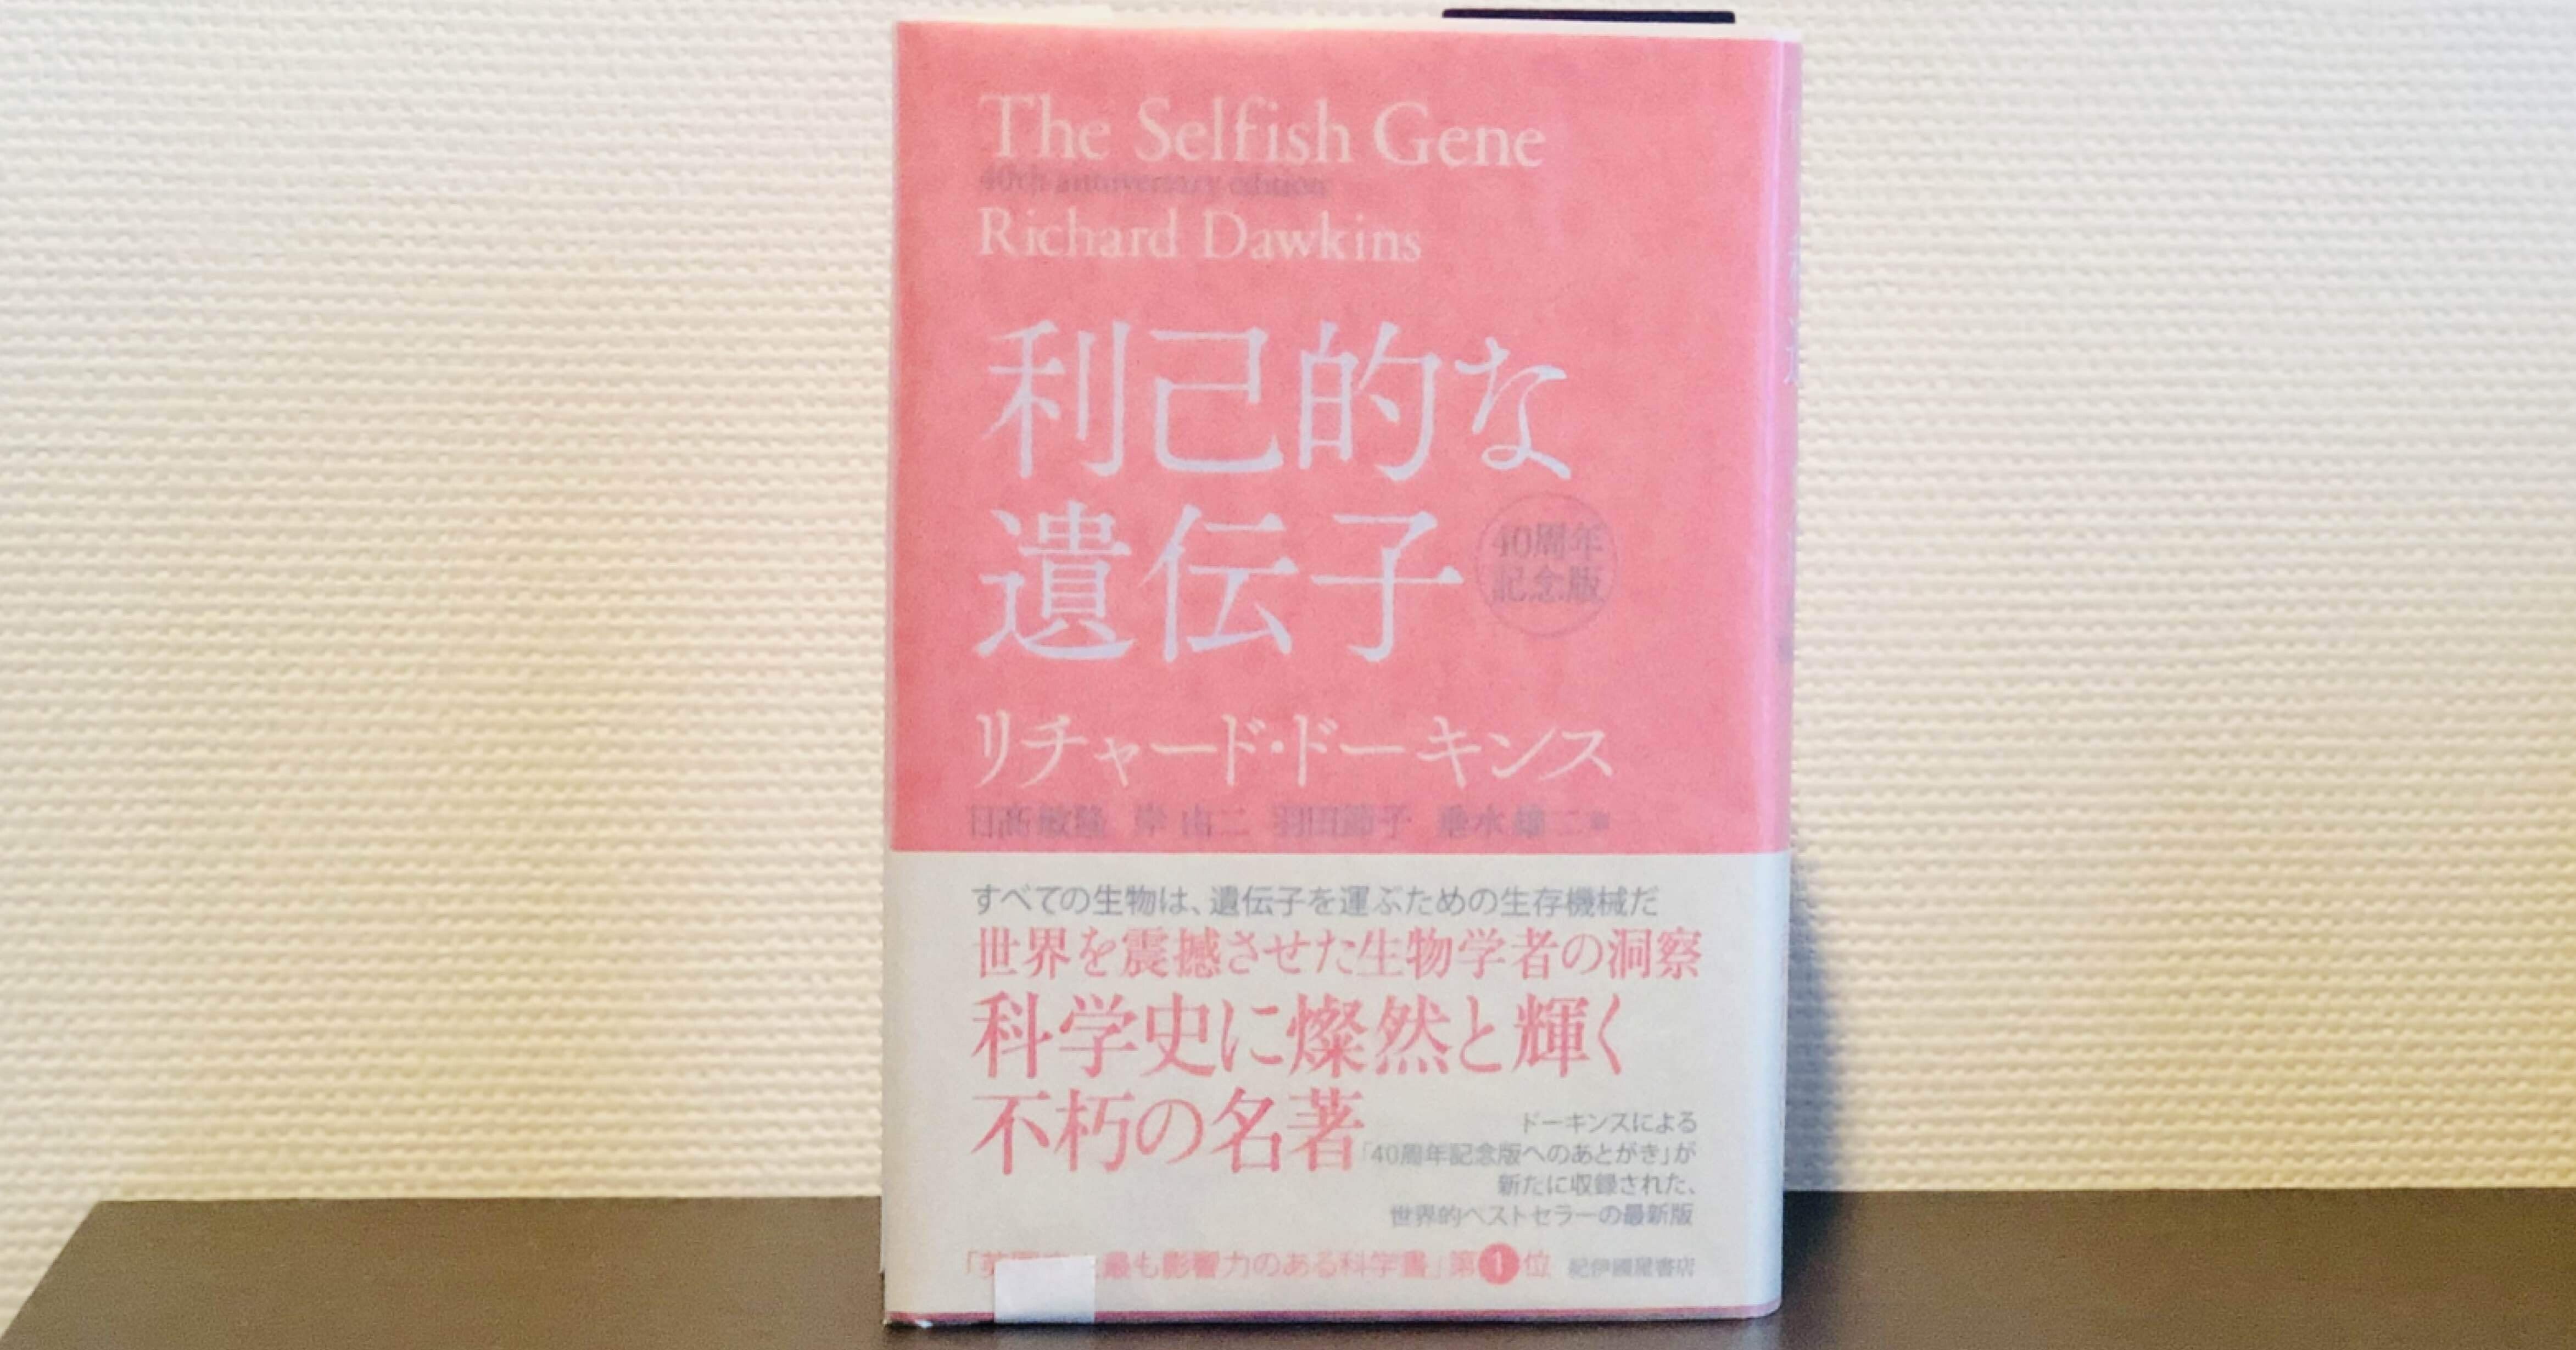 The Selfish Gene
40th anniversary edition
Richard Dawkins
利己的な
遺伝子
40周年
記念版
リチャード・ドーキンス
日髙敏隆 岸 由二 羽田節子 垂水雄二 訳
すべての生物は、遺伝子を運ぶための生存機械だ
世界を震撼させた生物学者の洞察
科学史に燦然と輝く
不朽の名著
ドーキンスによる
「40周年記念版へのあとがき」が
新たに収録された、
世界的ベストセラーの最新版
最も影響力のある科学書」第1位 紀伊國屋書店